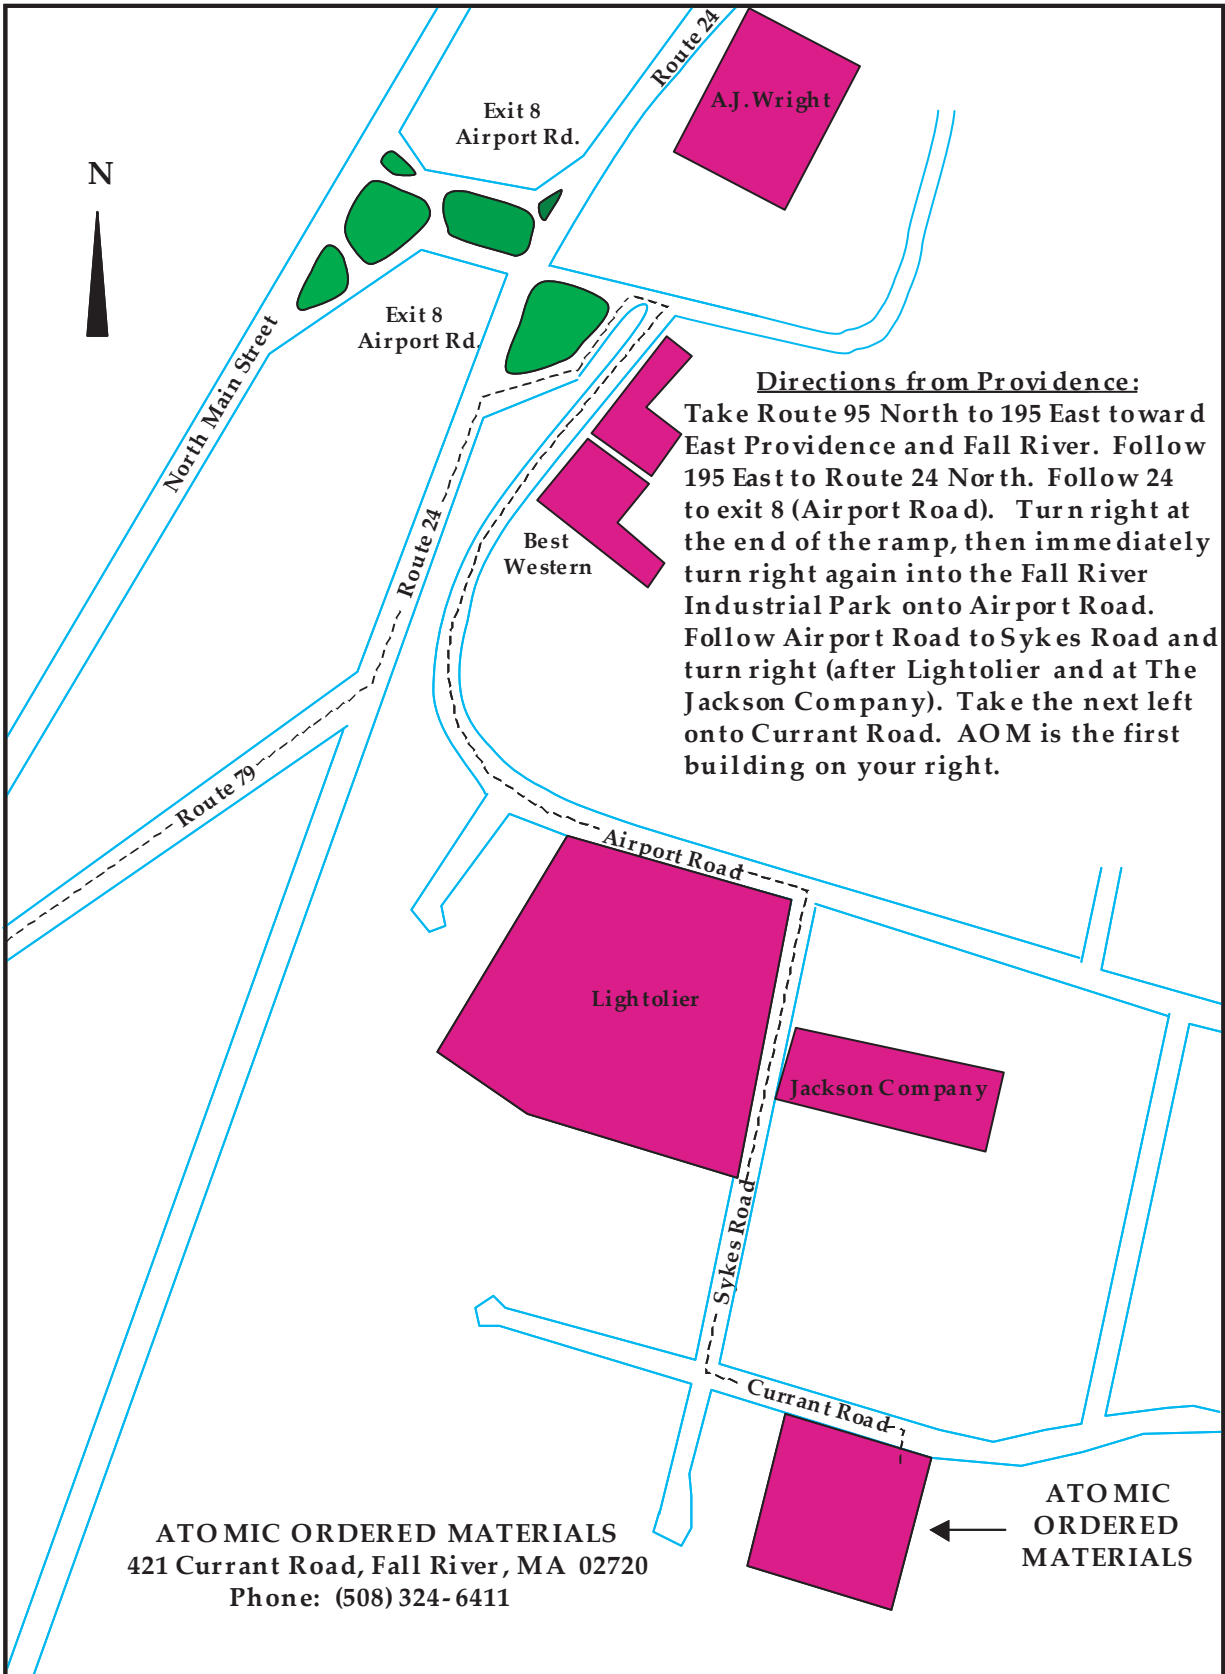 Route 24
A.J. Wright
Exit 8
Airport Rd.
N
Exit 8
Airport Rd.
North Main Street
Directions from Providence:
Take Route 95 North to 195 East toward
East Providence and Fall River. Follow
195 East to Route 24 North. Follow 24
to exit 8 (Airport Road). Turn right at
the end of the ramp, then immediately
turn right again into the Fall River
Industrial Park onto Airport Road.
Follow Airport Road to Sykes Road and
turn right (after Lightolier and at The
Jackson Company). Take the next left
onto Currant Road. AOM is the first
building on your right.
Route 24
Best
Western
Route 79
Airport Road
Lightolier
Jackson Company
Sykes Road
Currant Road
ATOMIC
ORDERED
MATERIALS
ATOMIC ORDERED MATERIALS
421 Currant Road, Fall River, MA 02720
Phone: (508) 324-6411